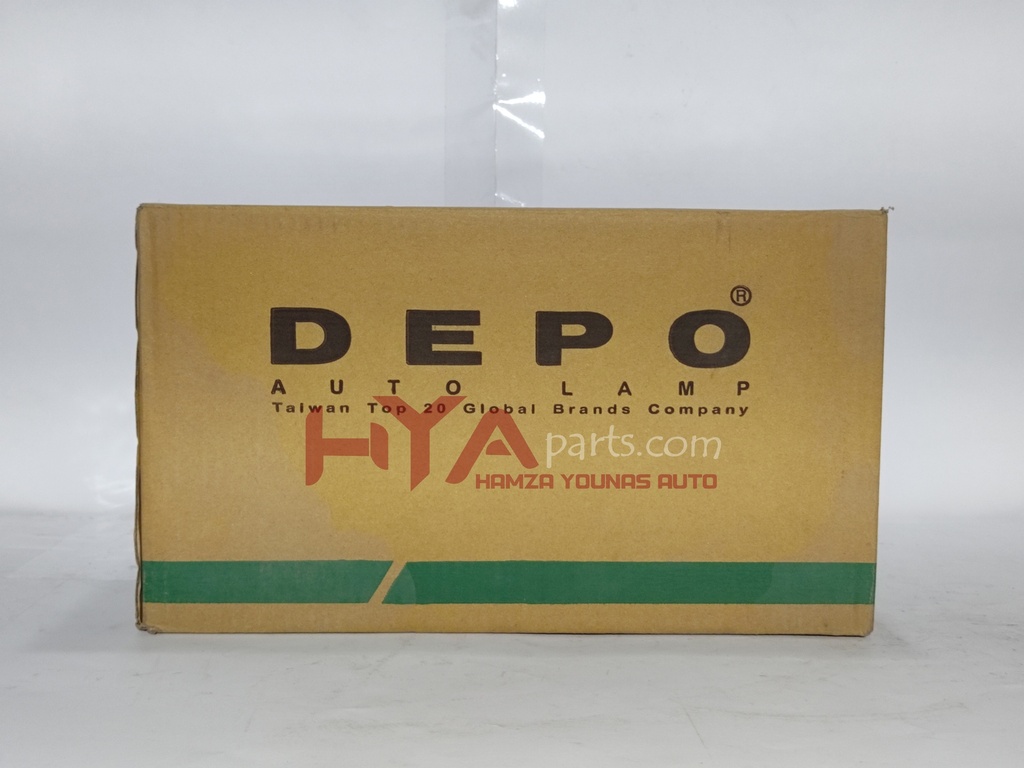 DEPO®
AUTO LAMP
Taiwan Top 20 Global Brands Company
HYAparts.com
HAMZA YOUNAS AUTO